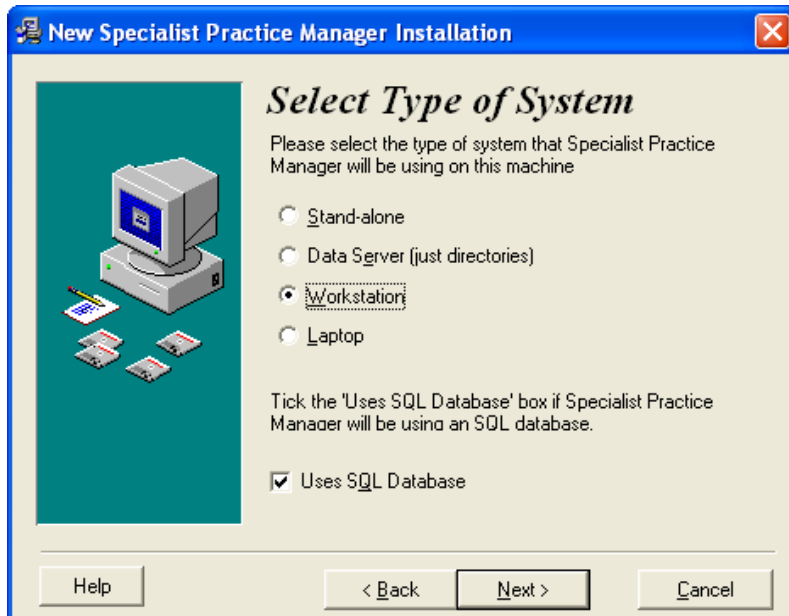 New Specialist Practice Manager Installation
Select Type of System
Please select the type of system that Specialist Practice
Manager will be using on this machine
Stand-alone
Data Server (just directories)
Workstation
Laptop
Tick the 'Uses SQL Database' box if Specialist Practice
Manager will be using an SQL database.
Uses SQL Database
Help
< Back
Next >
Cancel